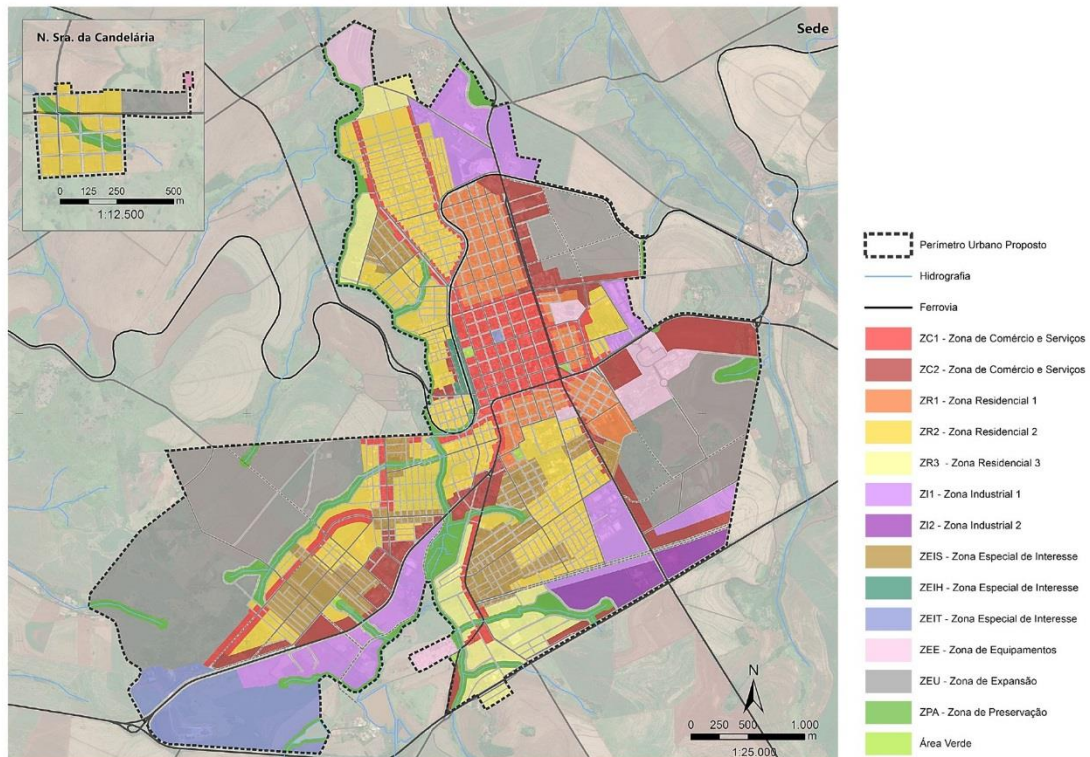 N. Sra. da Candelária
0 125 250 500
m
1:12.500
Sede
N
0 250 500 1.000
m
1:25.000
Perímetro Urbano Proposto
Hidrografia
Ferrovia
ZC1 - Zona de Comércio e Serviços
ZC2 - Zona de Comércio e Serviços
ZR1 - Zona Residencial 1
ZR2 - Zona Residencial 2
ZR3 - Zona Residencial 3
ZI1 - Zona Industrial 1
ZI2 - Zona Industrial 2
ZEIS - Zona Especial de Interesse
ZEIH - Zona Especial de Interesse
ZEIT - Zona Especial de Interesse
ZEE - Zona de Equipamentos
ZEU - Zona de Expansão
ZPA - Zona de Preservação
Área Verde